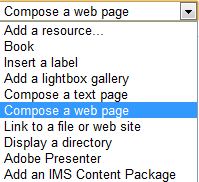 Compose a web page
Add a resource...
Book
Insert a label
Add a lightbox gallery
Compose a text page
Compose a web page
Link to a file or web site
Display a directory
Adobe Presenter
Add an IMS Content Package